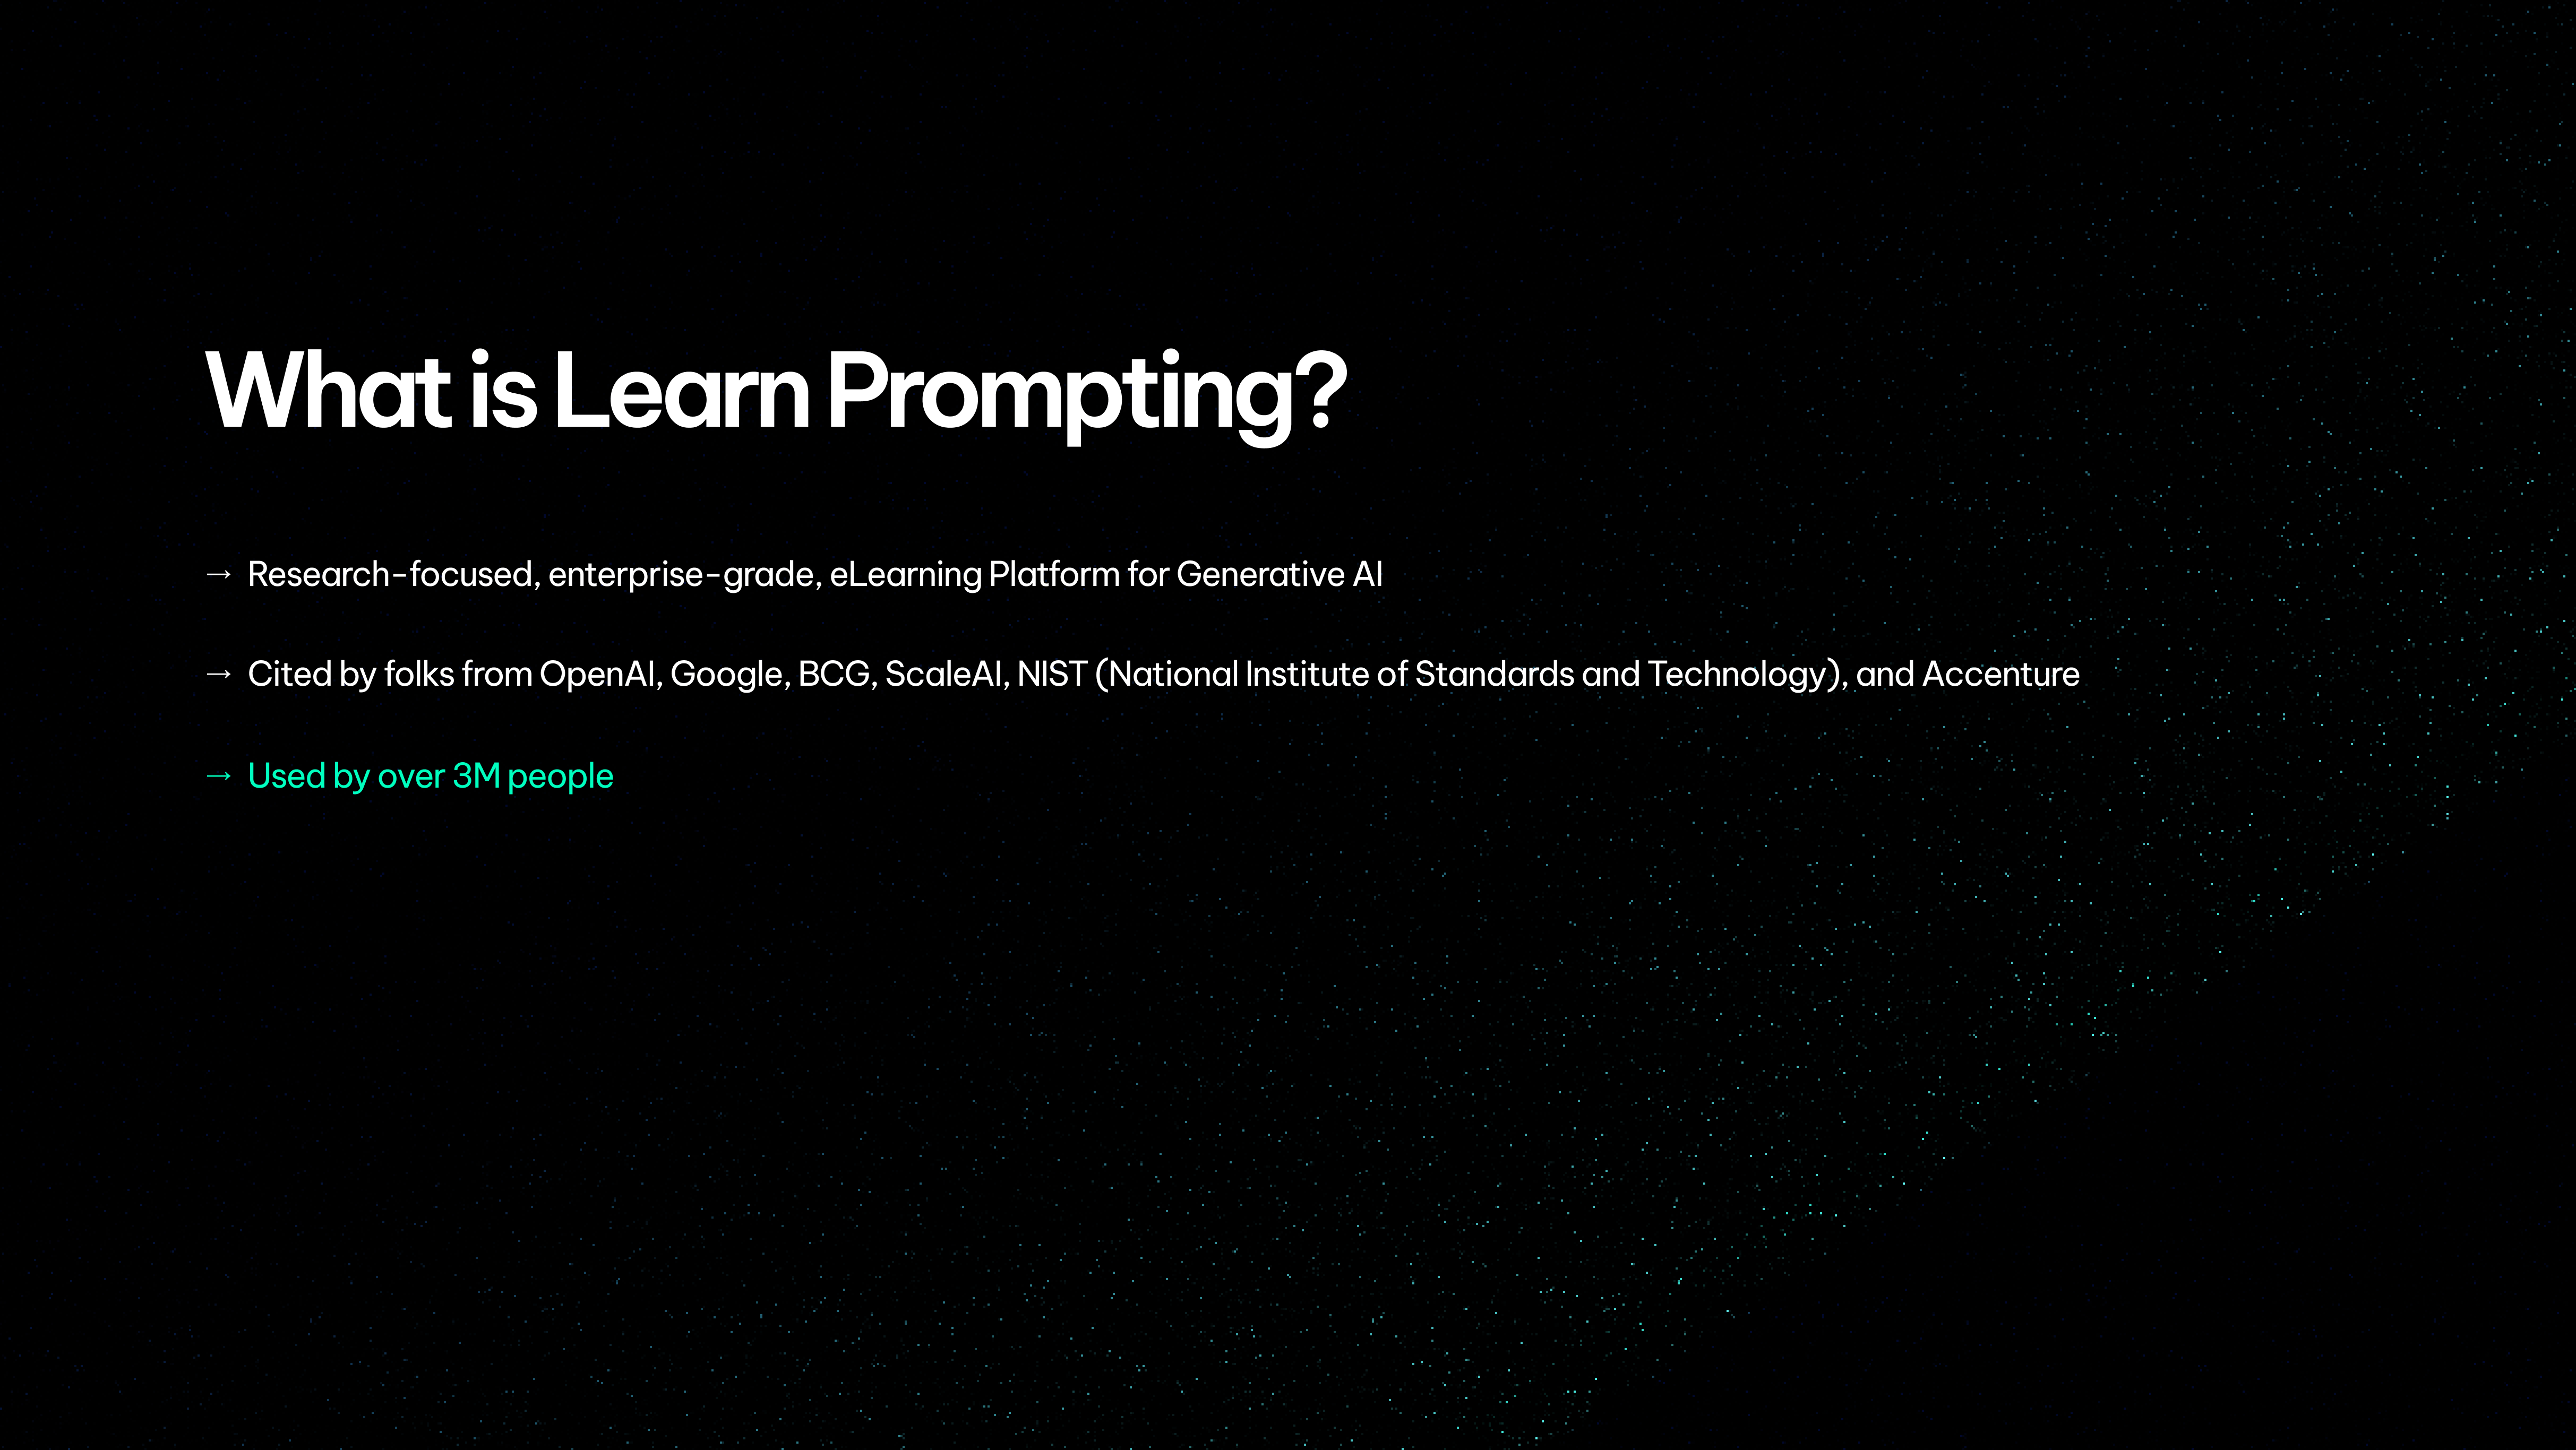 What is Learn Prompting?
→ Research-focused, enterprise-grade, eLearning Platform for Generative AI
→ Cited by folks from OpenAI, Google, BCG, ScaleAI, NIST (National Institute of Standards and Technology), and Accenture
→ Used by over 3M people